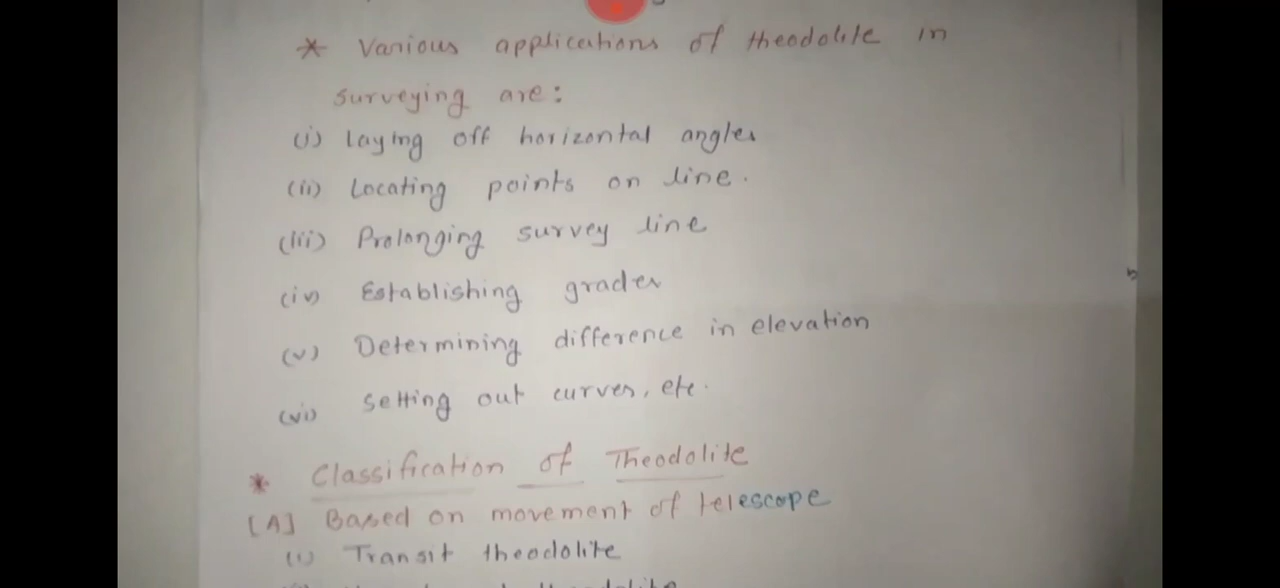 * Various applications of theodolite in
surveying are:
(i) Laying off horizontal angles
(ii) Locating points on line.
(iii) Prolonging survey line
(iv) Establishing grades
(v) Determining difference in elevation
(vi) Setting out curves, etc.
* Classification of Theodolite
[A] Based on movement of telescope
(i) Transit theodolite